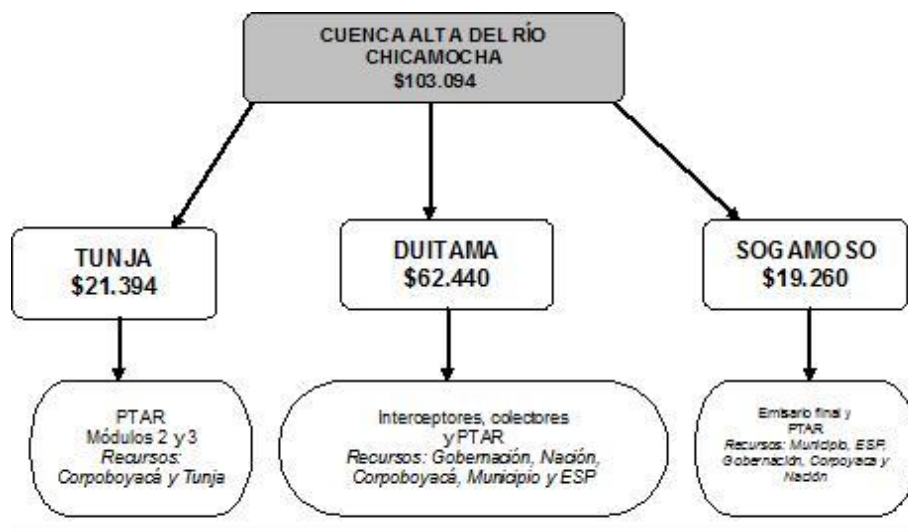 CUENCA ALTA DEL RÍO
CHICAMOCHA
$103.094
TUNJA
$21.394
DUITAMA
$62.440
SOGAMOSO
$19.260
PTAR
Módulos 2 y 3
Recursos:
Corpoboyacá y Tunja
Interceptores, colectores
y PTAR
Recursos: Gobernación, Nación,
Corpoboyacá, Municipio y ESP
Emisario final y
PTAR
Recursos: Municipio, ESP,
Gobernación, Corpoyaca y
Nación